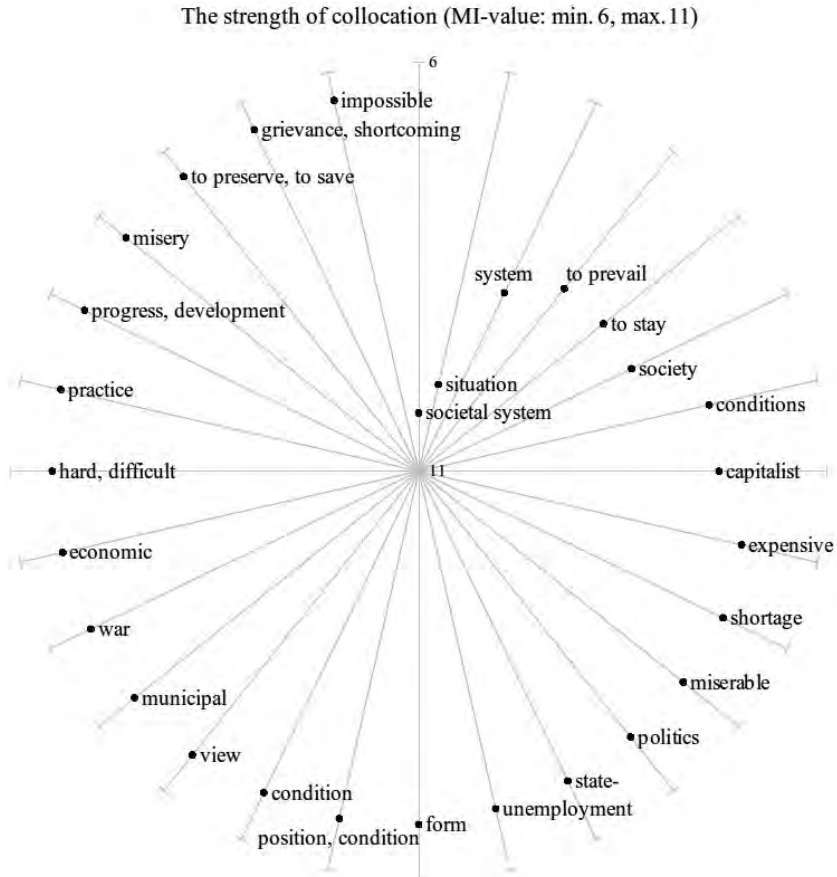 The strength of collocation (MI-value: min. 6, max. 11)
6
impossible
grievance, shortcoming
to preserve, to save
misery
system
to prevail
progress, development
to stay
society
practice
situation
conditions
societal system
hard, difficult
11
capitalist
economic
expensive
war
shortage
municipal
miserable
view
politics
condition
state-
unemployment
position, condition
form